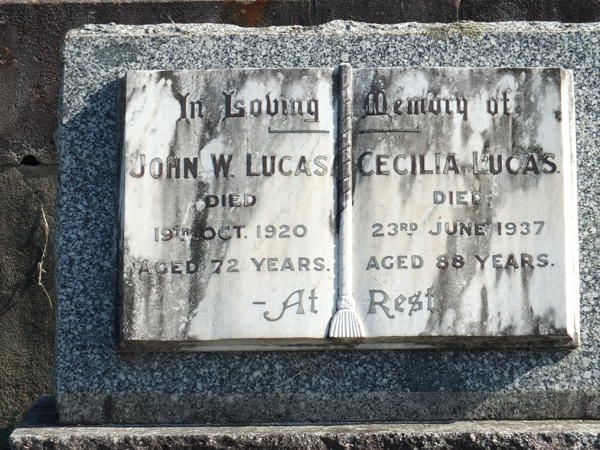 In Loving Memory of
JOHN W. LUCAS
DIED
19TH OCT. 1920
AGED 72 YEARS.
CECILIA LUCAS.
DIED
23RD JUNE 1937
AGED 88 YEARS.
–At Rest.